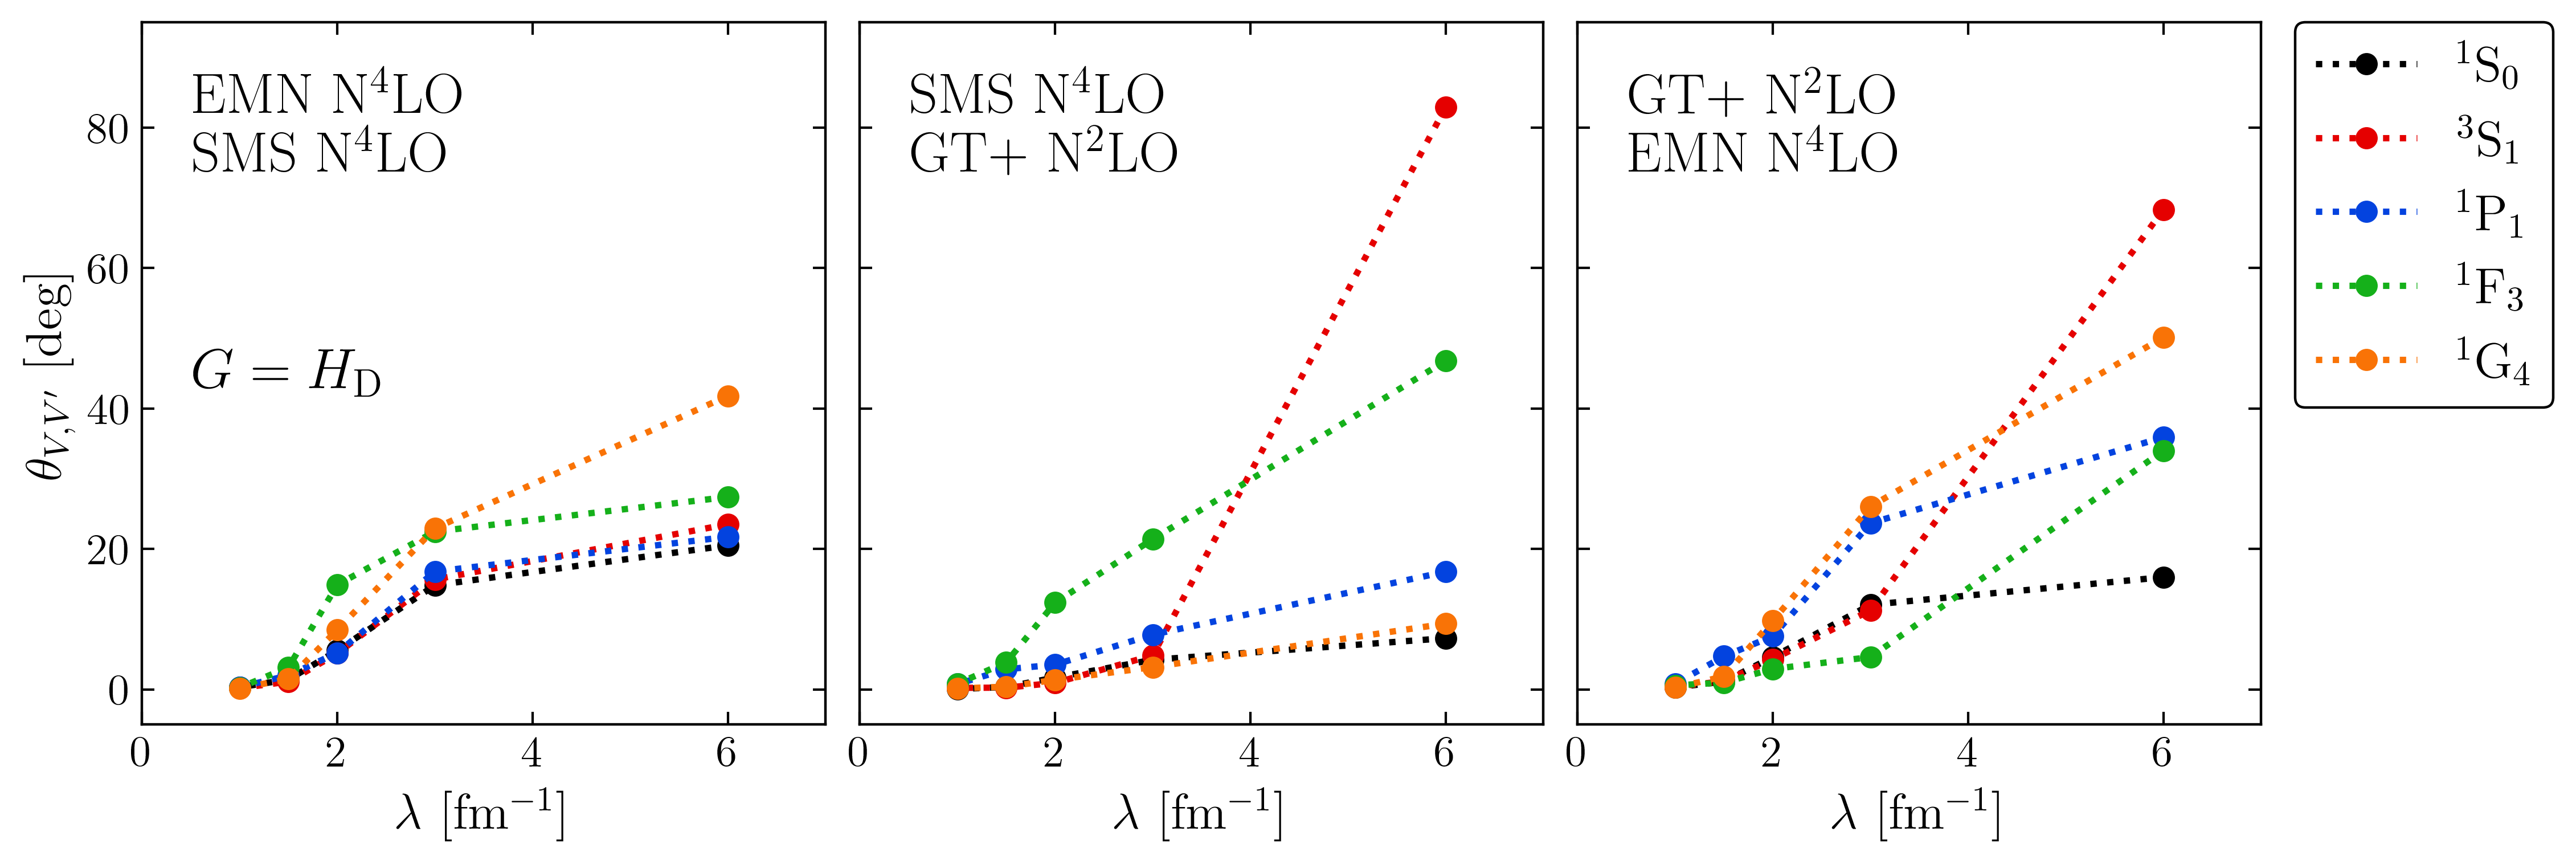 EMN N⁴LO
SMS N⁴LO
G = H_D
SMS N⁴LO
GT+ N²LO
GT+ N²LO
EMN N⁴LO
¹S₀
³S₁
¹P₁
¹F₃
¹G₄
θ_{V,V′} [deg]
80
60
40
20
0
0 2 4 6
0 2 4 6
0 2 4 6
λ [fm⁻¹]
λ [fm⁻¹]
λ [fm⁻¹]